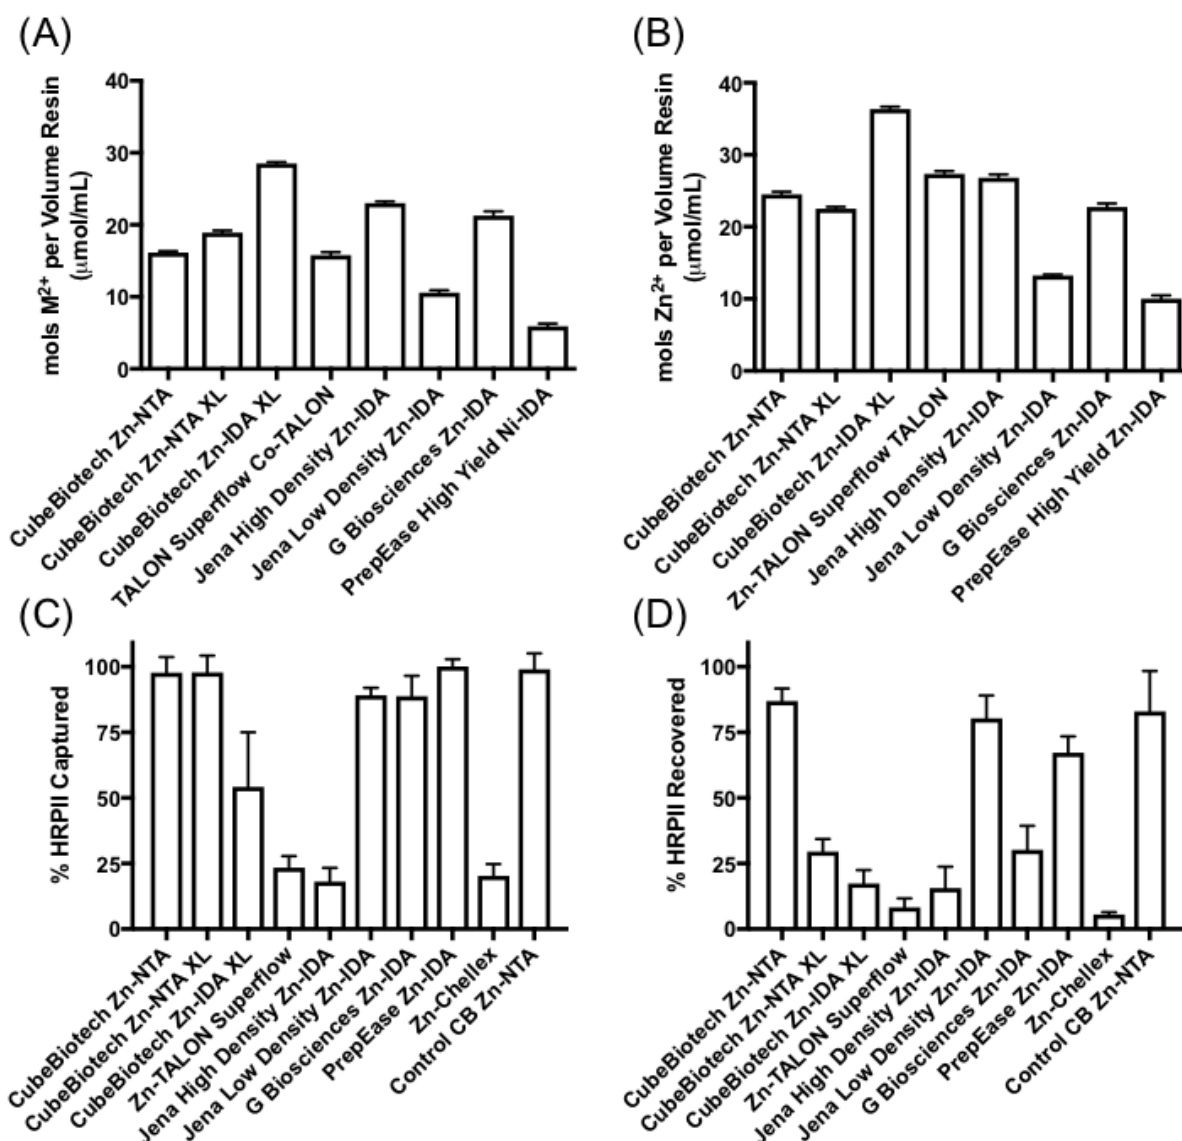 (A)
mols M²⁺ per Volume Resin
(μmol/mL)
40
30
20
10
0
CubeBiotech Zn-NTA
CubeBiotech Zn-NTA XL
CubeBiotech Zn-IDA XL
TALON Superflow Co-TALON
Jena High Density Zn-IDA
Jena Low Density Zn-IDA
G Biosciences Zn-IDA
PrepEase High Yield Ni-IDA
(B)
mols Zn²⁺ per Volume Resin
(μmol/mL)
40
30
20
10
0
CubeBiotech Zn-NTA
CubeBiotech Zn-NTA XL
CubeBiotech Zn-IDA XL
Zn-TALON Superflow TALON
Jena High Density Zn-IDA
Jena Low Density Zn-IDA
G Biosciences Zn-IDA
PrepEase High Yield Zn-IDA
(C)
% HRPII Captured
100
75
50
25
0
CubeBiotech Zn-NTA
CubeBiotech Zn-NTA XL
CubeBiotech Zn-IDA XL
Zn-TALON Superflow
Jena High Density Zn-IDA
Jena Low Density Zn-IDA
G Biosciences Zn-IDA
PrepEase Zn-IDA
Zn-Chellex
Control CB Zn-NTA
(D)
% HRPII Recovered
100
75
50
25
0
CubeBiotech Zn-NTA
CubeBiotech Zn-NTA XL
CubeBiotech Zn-IDA XL
Zn-TALON Superflow
Jena High Density Zn-IDA
Jena Low Density Zn-IDA
G Biosciences Zn-IDA
PrepEase Zn-IDA
Zn-Chellex
Control CB Zn-NTA